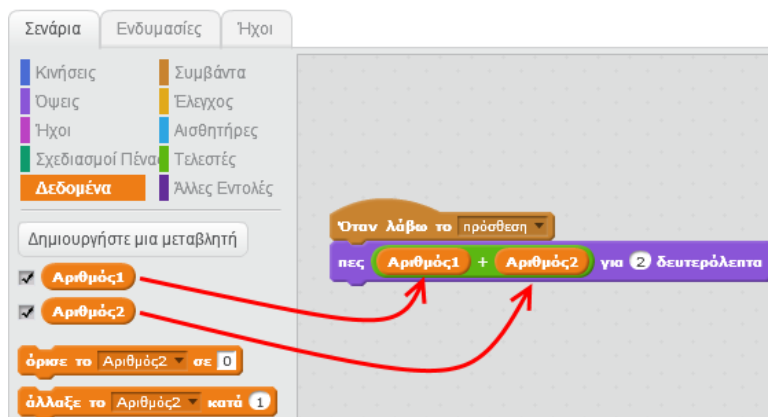 Σενάρια Ενδυμασίες Ήχοι
Κινήσεις Συμβάντα
Όψεις Έλεγχος
Ήχοι Αισθητήρες
Σχεδιασμοί Πένας Τελεστές
Δεδομένα Άλλες Εντολές
Δημιουργήστε μια μεταβλητή
Αριθμός1
Αριθμός2
όρισε το Αριθμός2 σε 0
άλλαξε το Αριθμός2 κατά 1
Όταν λάβω το πρόσθεση
πες Αριθμός1 + Αριθμός2 για 2 δευτερόλεπτα